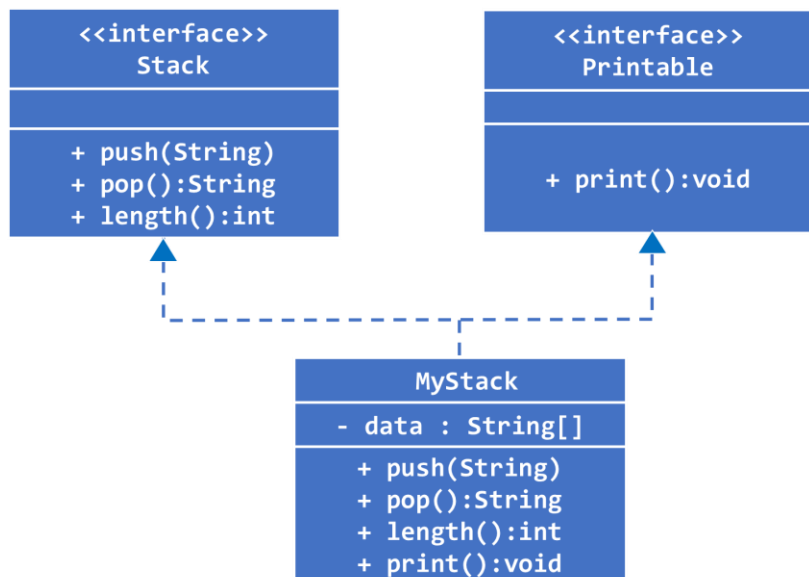 <<interface>>
Stack
+ push(String)
+ pop():String
+ length():int
<<interface>>
Printable
+ print():void
MyStack
- data : String[]
+ push(String)
+ pop():String
+ length():int
+ print():void